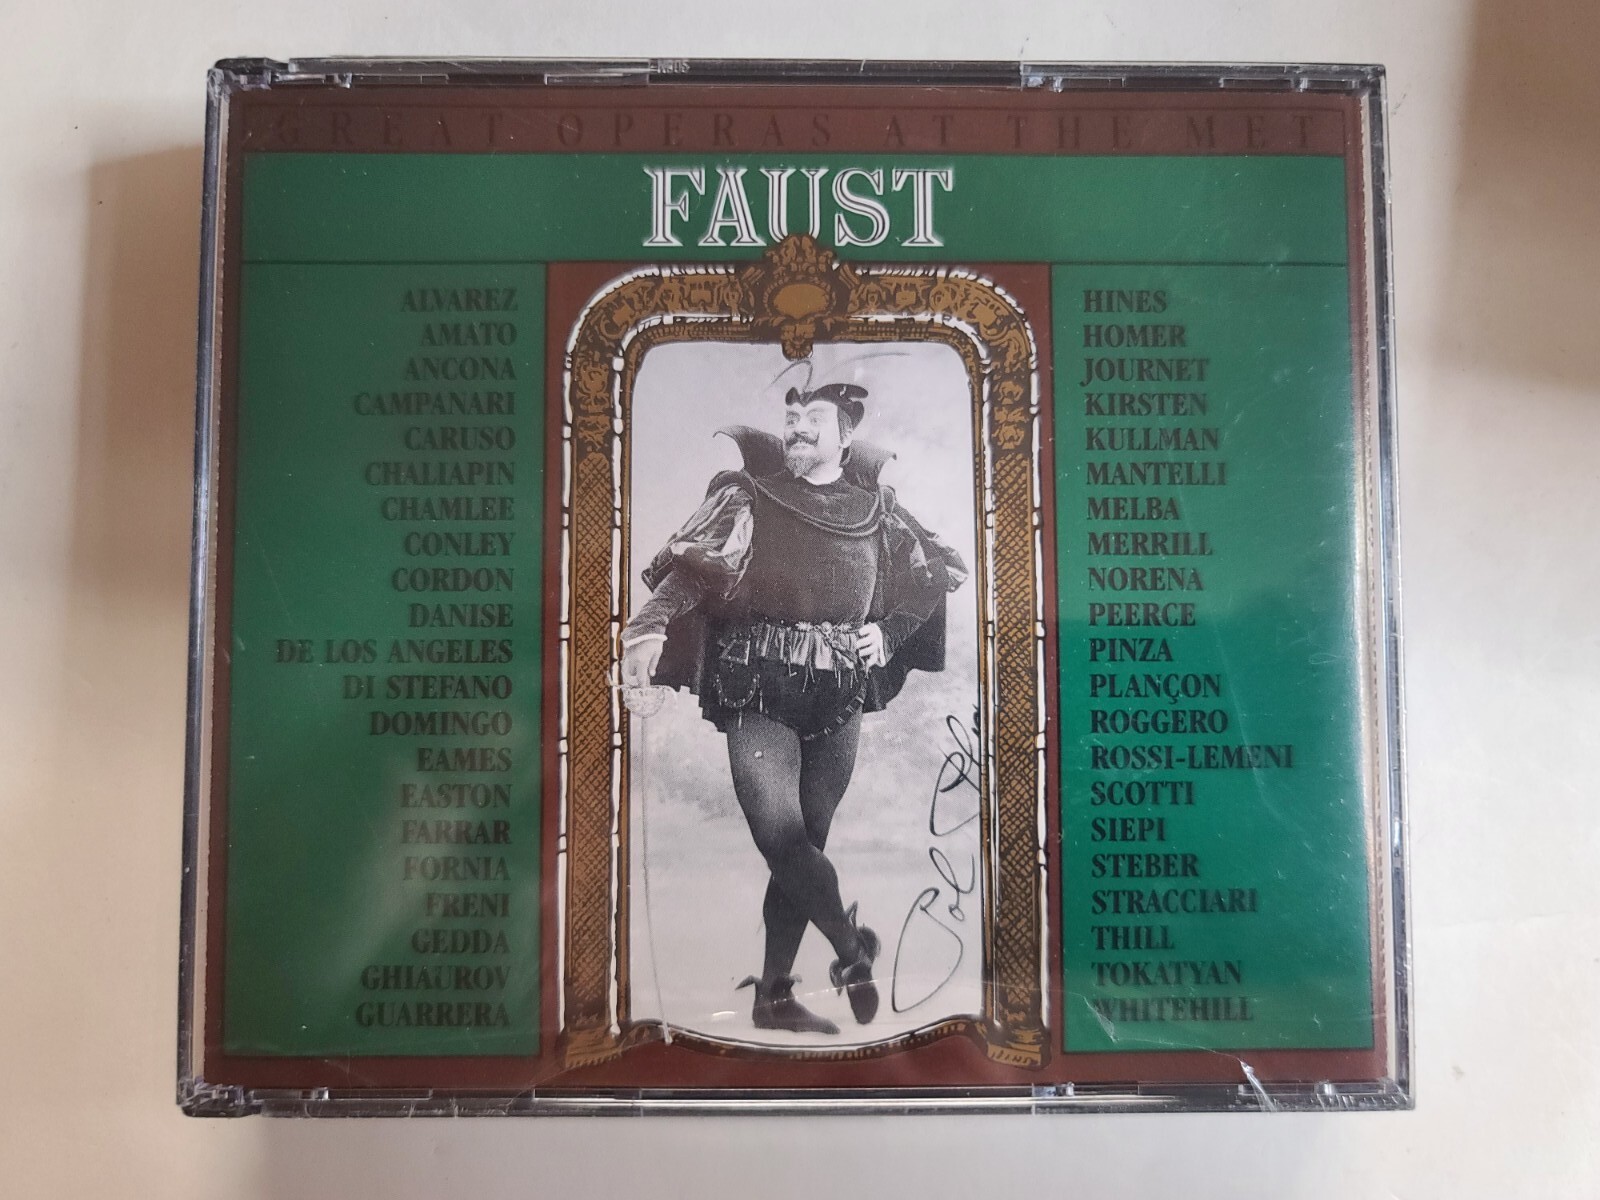 GREAT OPERAS AT THE MET
FAUST
ALVAREZ
AMATO
ANCONA
CAMPANARI
CARUSO
CHALIAPIN
CHAMLEE
CONLEY
CORDON
DANISE
DE LOS ANGELES
DI STEFANO
DOMINGO
EAMES
EASTON
FARRAR
FORNIA
FRENI
GEDDA
GHIAUROV
GUARRERA
HINES
HOMER
JOURNET
KIRSTEN
KULLMAN
MANTELLI
MELBA
MERRILL
NORENA
PEERCE
PINZA
PLANÇON
ROGGERO
ROSSI-LEMENI
SCOTTI
SIEPI
STEBER
STRACCIARI
THILL
TOKATYAN
WHITEHILL